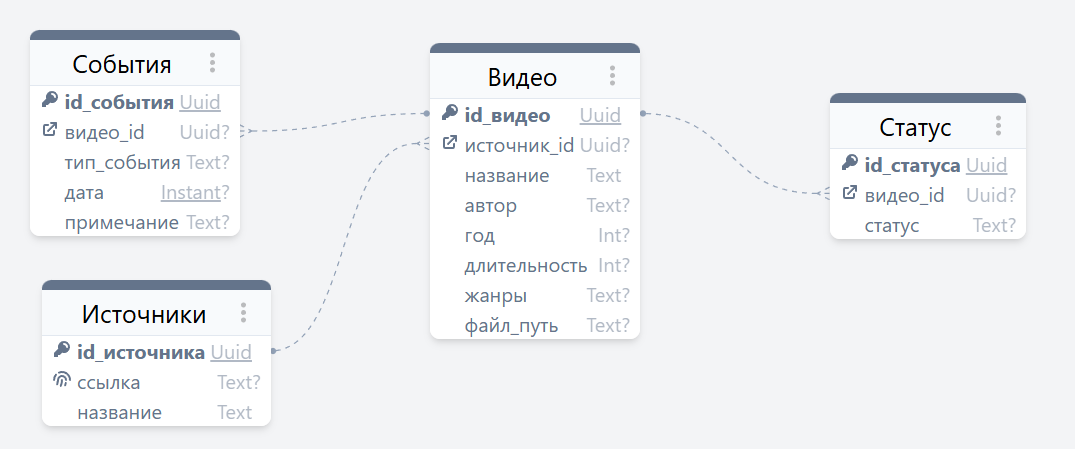 События
id_события Uuid
видео_id Uuid?
тип_события Text?
дата Instant?
примечание Text?
Источники
id_источника Uuid
ссылка Text?
название Text
Видео
id_видео Uuid
источник_id Uuid?
название Text
автор Text?
год Int?
длительность Int?
жанры Text?
файл_путь Text?
Статус
id_статуса Uuid
видео_id Uuid?
статус Text?